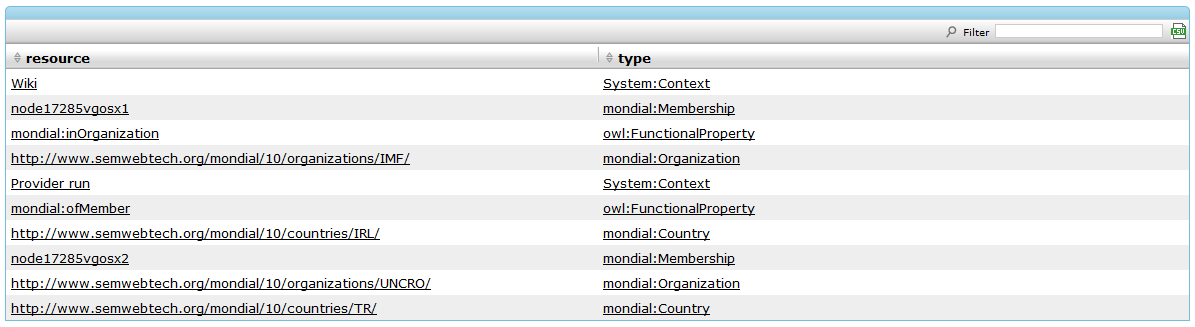 Filter CSV
resource type
Wiki System:Context
node17285vgosx1 mondial:Membership
mondial:inOrganization owl:FunctionalProperty
http://www.semwebtech.org/mondial/10/organizations/IMF/ mondial:Organization
Provider run System:Context
mondial:ofMember owl:FunctionalProperty
http://www.semwebtech.org/mondial/10/countries/IRL/ mondial:Country
node17285vgosx2 mondial:Membership
http://www.semwebtech.org/mondial/10/organizations/UNCRO/ mondial:Organization
http://www.semwebtech.org/mondial/10/countries/TR/ mondial:Country